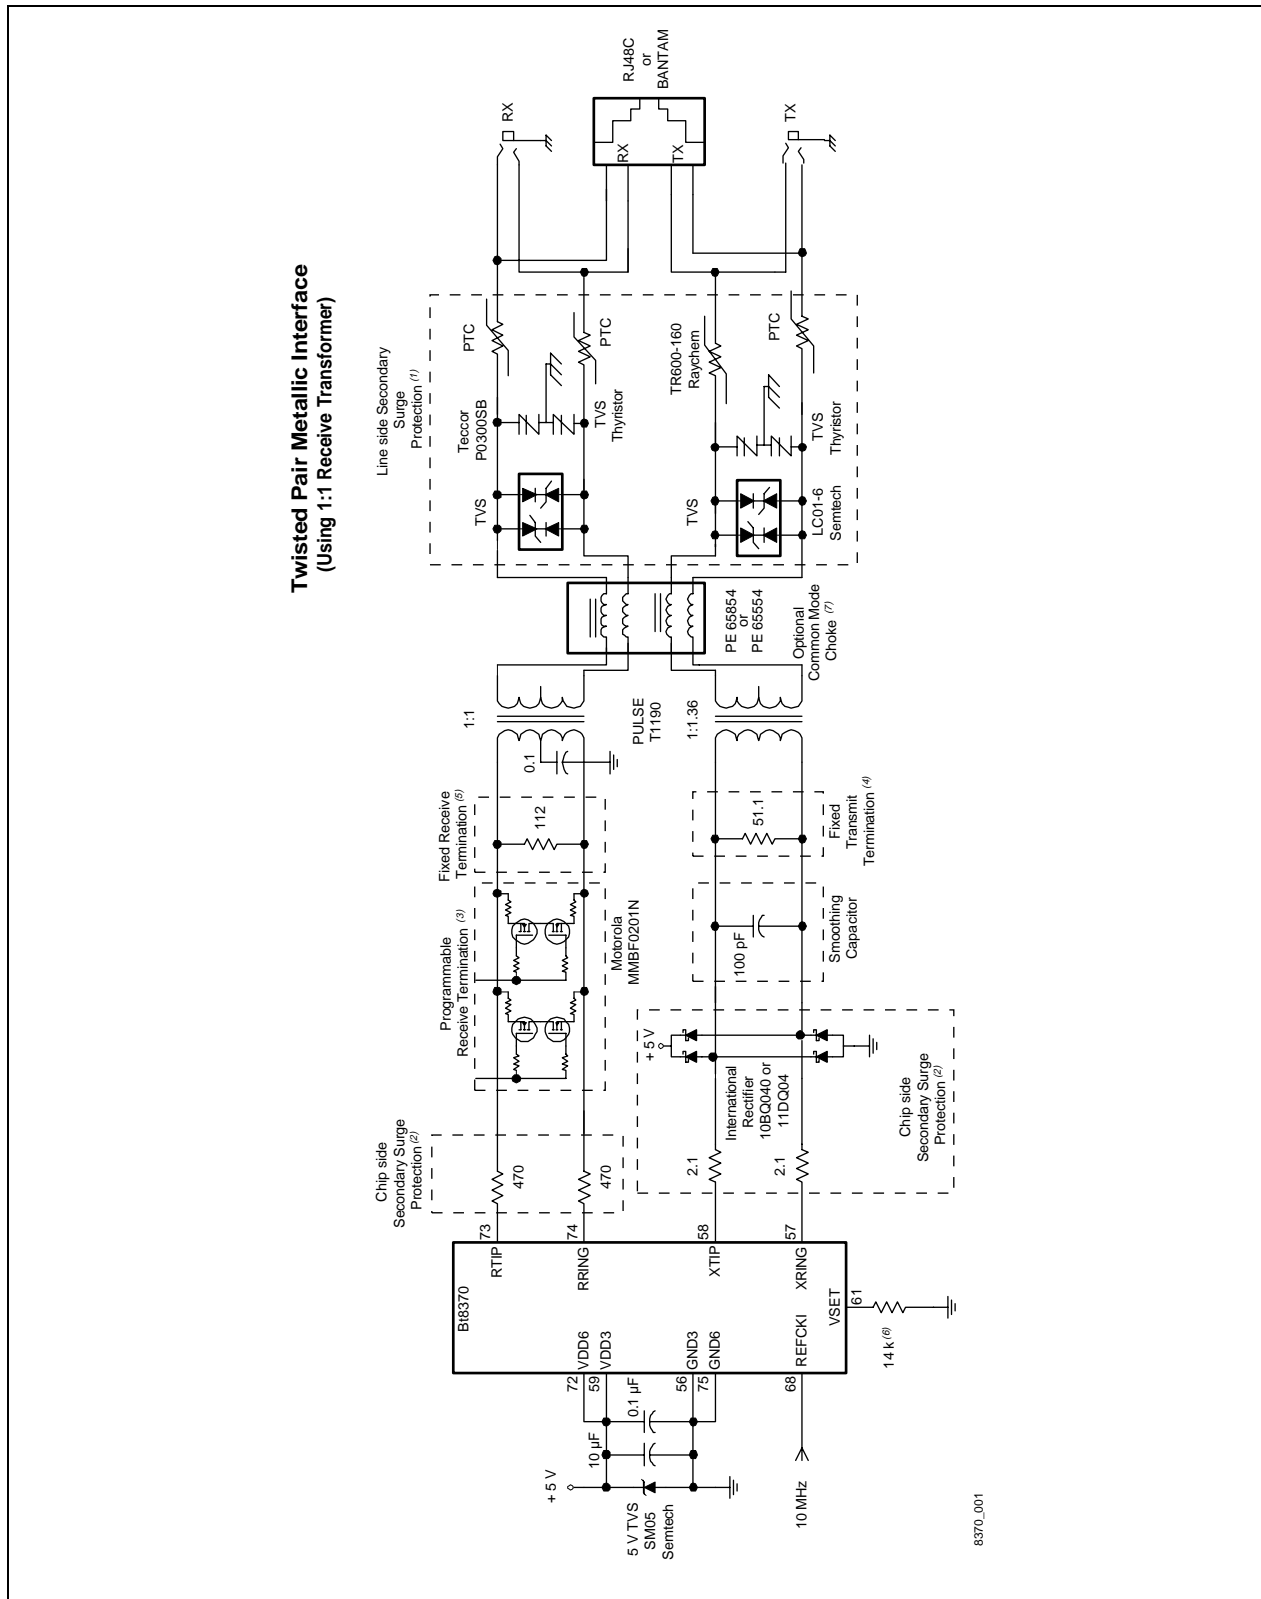 Twisted Pair Metallic Interface
(Using 1:1 Receive Transformer)
RJ48C
or
BANTAM
RX
TX
RX
TX
Line side Secondary
Surge
Protection (1)
PTC
PTC
TR600-160
Raychem
PTC
Teccor
P0300SB
TVS
Thyristor
TVS
Thyristor
TVS
TVS
LC01-6
Semtech
PE 65854
or
PE 65554
Optional
Common Mode
Choke (7)
1:1
PULSE
T1190
1:1.36
0.1
Fixed Receive
Termination (5)
112
51.1
Fixed
Transmit
Termination (4)
Programmable
Receive Termination (3)
Motorola
MMBF0201N
100 pF
Smoothing
Capacitor
+ 5 V
International
Rectifier
10BQ040 or
11DQ04
Chip side
Secondary Surge
Protection (2)
Chip side
Secondary Surge
Protection (2)
470
470
2.1
2.1
73
74
58
57
Bt8370
RTIP
RRING
XTIP
XRING
VDD6
VDD3
GND3
GND6
REFCKI
VSET
61
14 k (6)
72
59
56
75
68
0.1 µF
10 µF
+ 5 V
5 V TVS
SM05
Semtech
10 MHz
8370_001